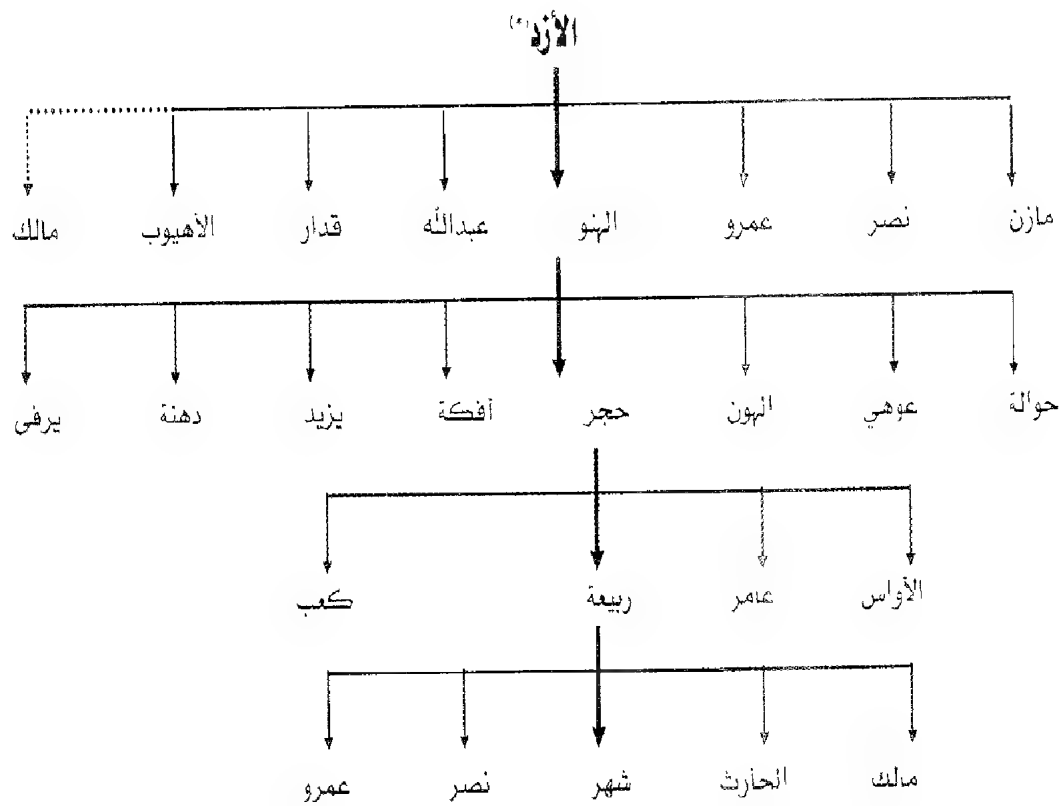 الأزد(*)
مازن نصر عمرو الهنو عبدالله قدار الأهيوب مالك
حوالة عوهي الهون حجر أفكة يزيد دهنة يرفى
الأواس عامر ربيعة كعب
مالك الحارث شهر نصر عمرو